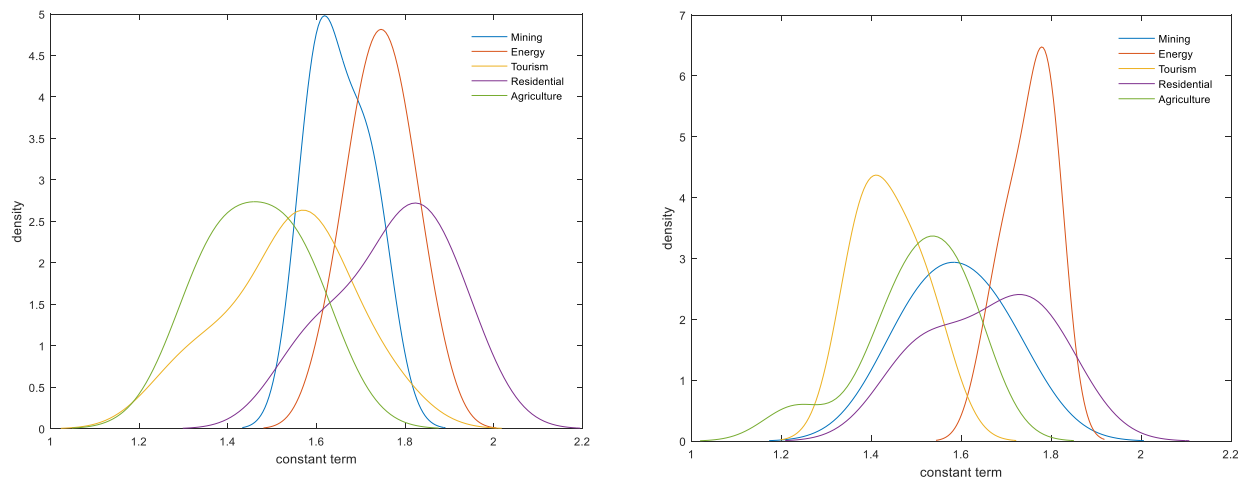 5
4.5
4
3.5
3
2.5
2
1.5
1
0.5
0
density
1 1.2 1.4 1.6 1.8 2 2.2
constant term
Mining
Energy
Tourism
Residential
Agriculture
7
6
5
4
3
2
1
0
density
1 1.2 1.4 1.6 1.8 2 2.2
constant term
Mining
Energy
Tourism
Residential
Agriculture